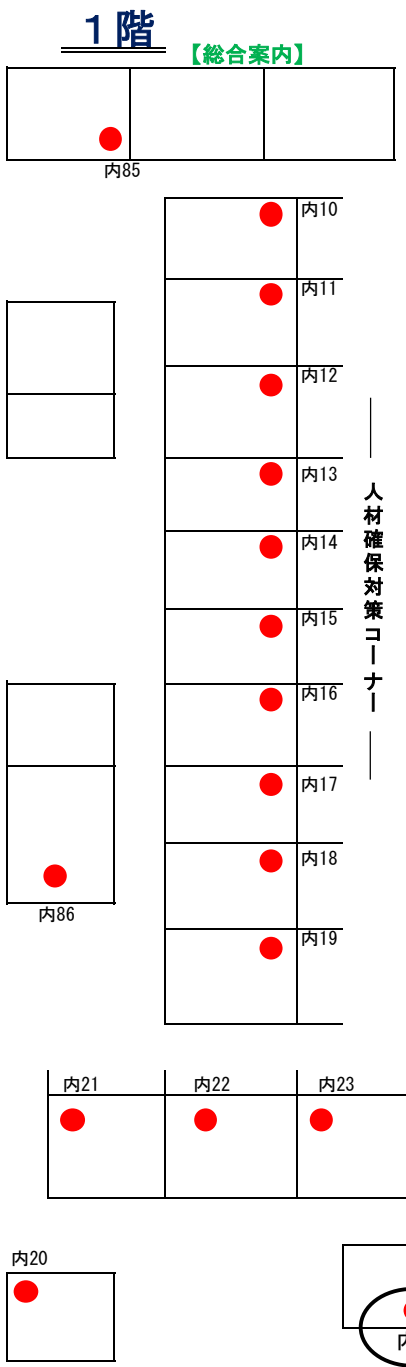 １階
【総合案内】
内85
内10
内11
内12
内13
内14
内15
内16
内17
内18
内19
人材確保対策コーナー
内86
内21
内22
内23
内20